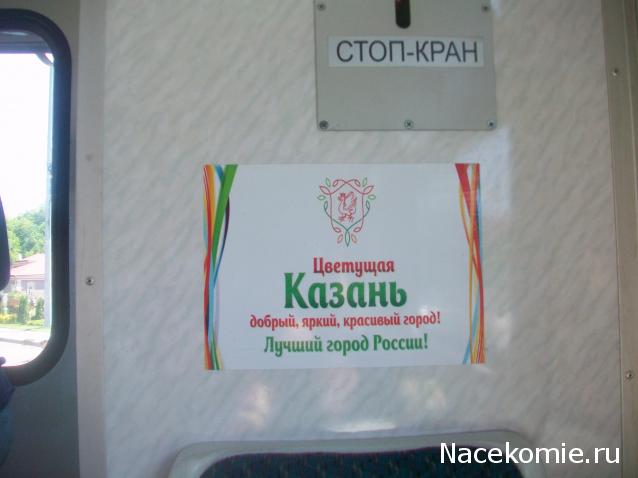 СТОП-КРАН
Цветущая
Казань
добрый, яркий, красивый город!
Лучший город России!
Nacekomie.ru